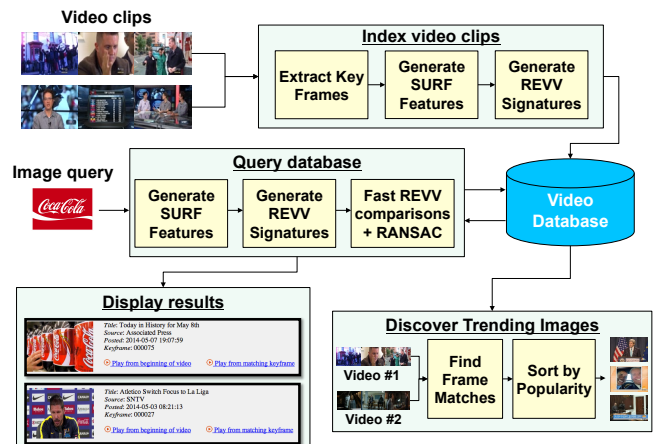 Video clips
Index video clips
Extract Key
Frames
Generate
SURF
Features
Generate
REVV
Signatures
Image query
Coca-Cola
Query database
Generate
SURF
Features
Generate
REVV
Signatures
Fast REVV
comparisons
+ RANSAC
Video
Database
Display results
Title: Today in History for May 8th
Source: Associated Press
Posted: 2014-05-07 19:07:59
Keyframe: 000075
Play from beginning of video
Play from matching keyframe
Title: Atletico Switch Focus to La Liga
Source: SNTV
Posted: 2014-05-03 08:21:13
Keyframe: 000027
Play from beginning of video
Play from matching keyframe
Discover Trending Images
Video #1
Video #2
Find
Frame
Matches
Sort by
Popularity